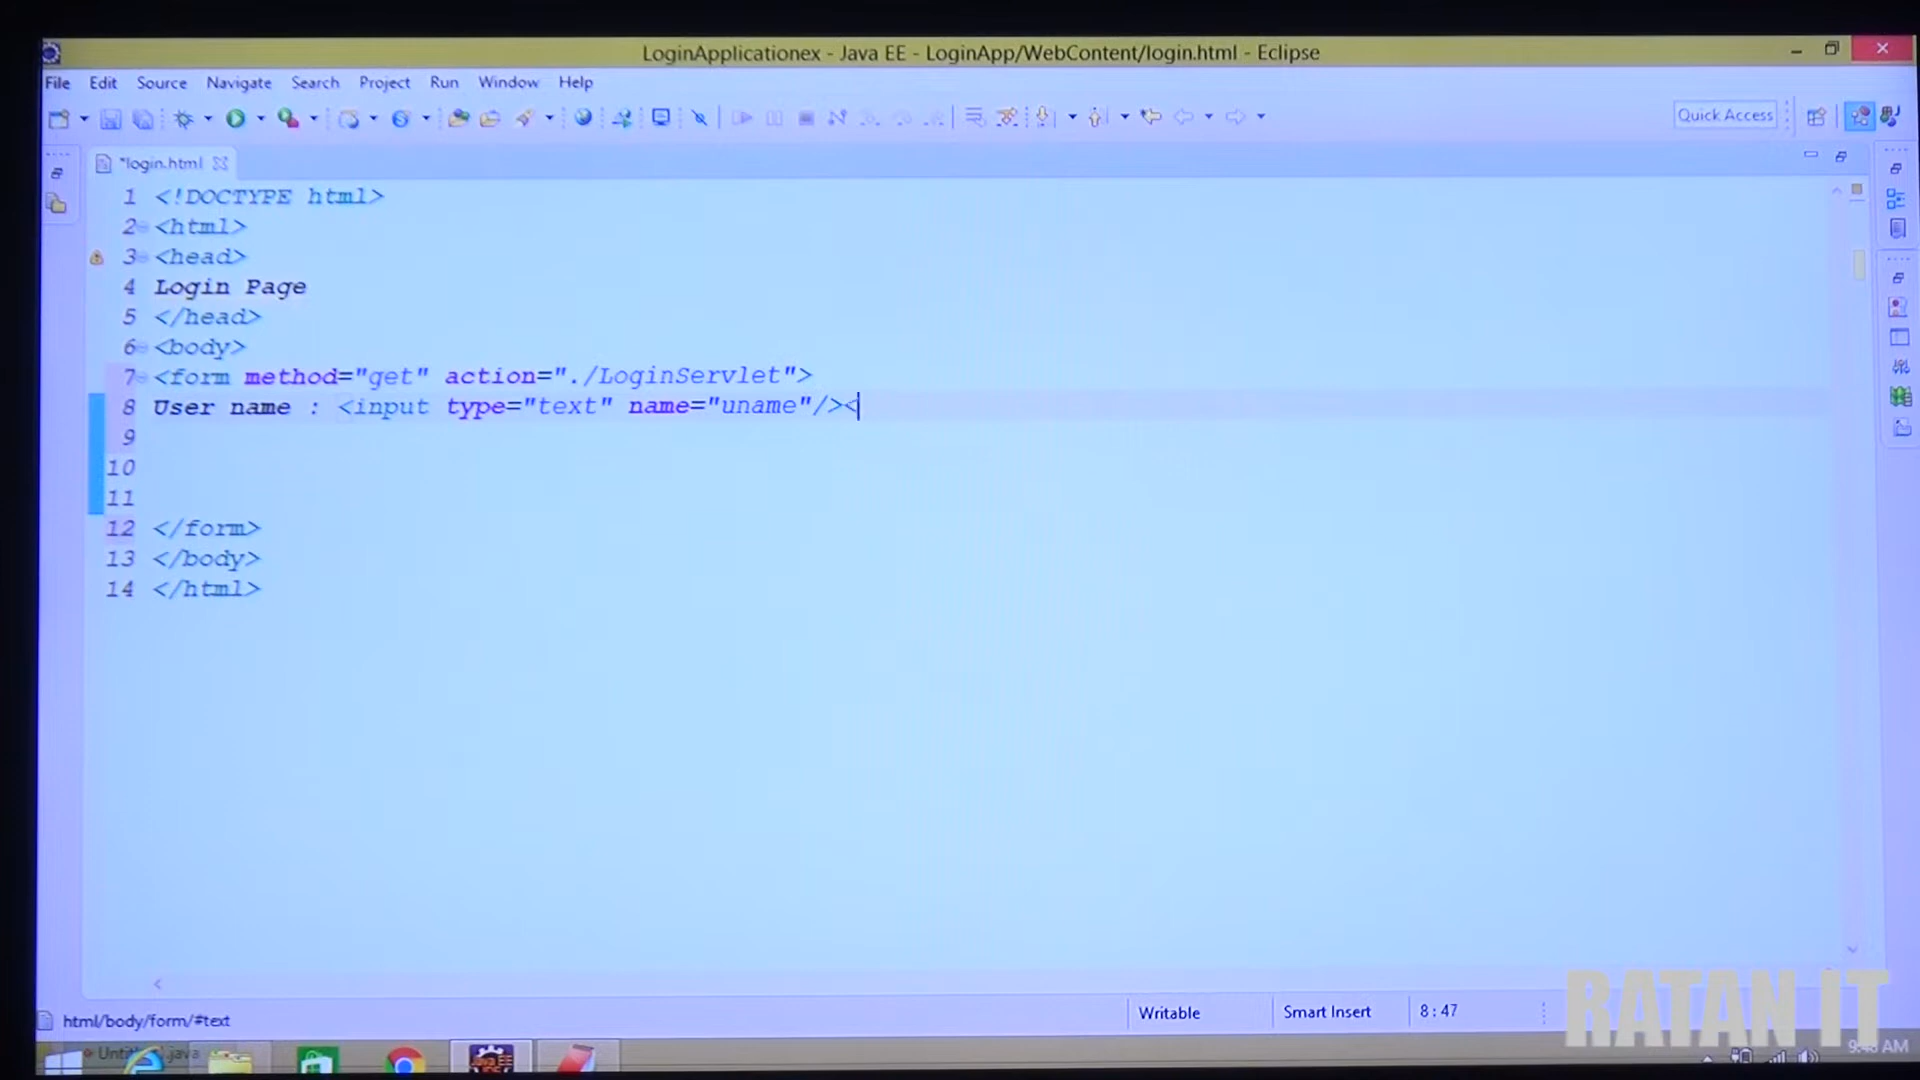 LoginApplicationex - Java EE - LoginApp/WebContent/login.html - Eclipse
File Edit Source Navigate Search Project Run Window Help
Quick Access
*login.html
1 <!DOCTYPE html>
2 <html>
3 <head>
4 Login Page
5 </head>
6 <body>
7 <form method="get" action="./LoginServlet">
8 User name : <input type="text" name="uname"/><
9
10
11
12 </form>
13 </body>
14 </html>
html/body/form/#text
Writable
Smart Insert
8 : 47
RATAN IT
Java EE
AM